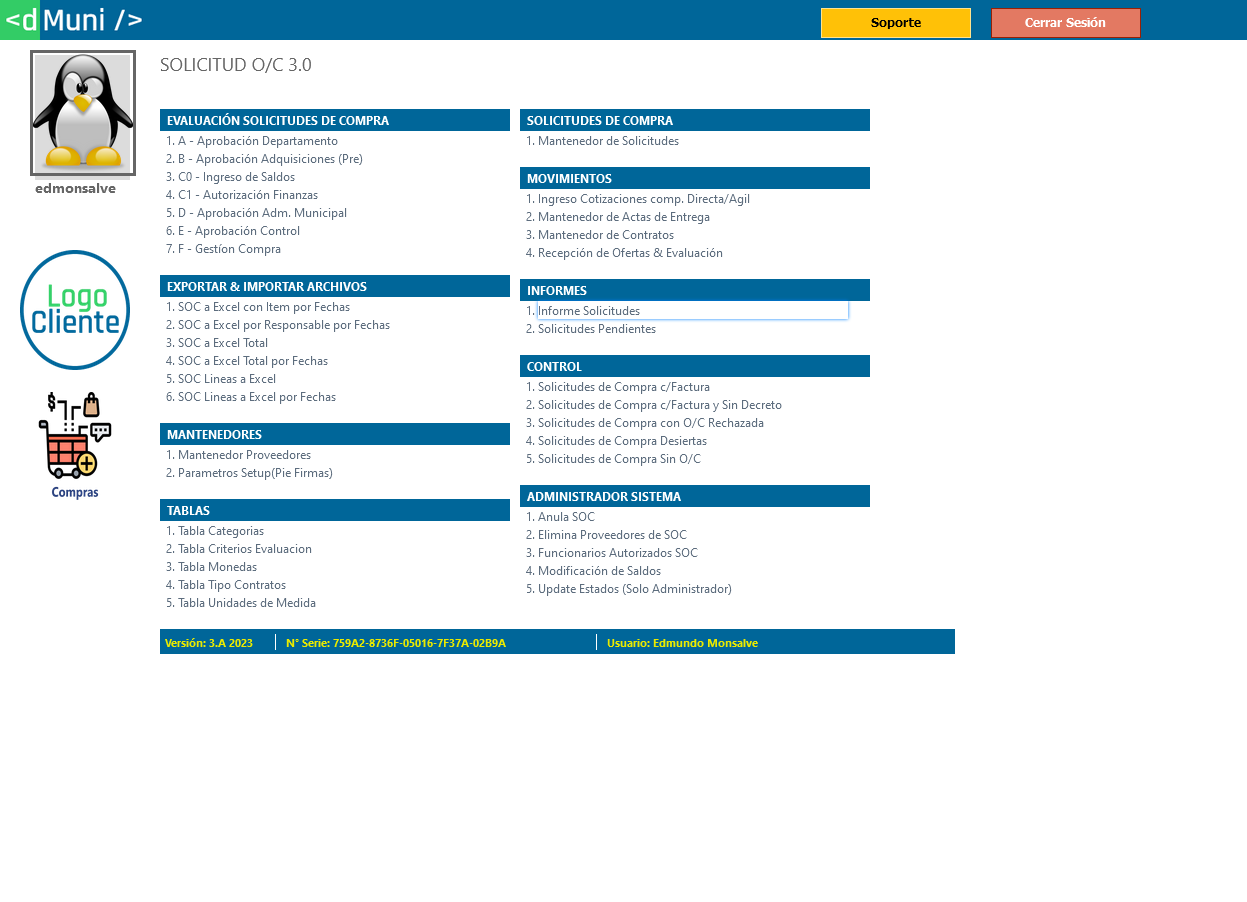 <d Muni />
Soporte
Cerrar Sesión
edmonsalve
Logo
Cliente
Compras
SOLICITUD O/C 3.0
EVALUACIÓN SOLICITUDES DE COMPRA
1. A - Aprobación Departamento
2. B - Aprobación Adquisiciones (Pre)
3. C0 - Ingreso de Saldos
4. C1 - Autorización Finanzas
5. D - Aprobación Adm. Municipal
6. E - Aprobación Control
7. F - Gestíon Compra
EXPORTAR & IMPORTAR ARCHIVOS
1. SOC a Excel con Item por Fechas
2. SOC a Excel por Responsable por Fechas
3. SOC a Excel Total
4. SOC a Excel Total por Fechas
5. SOC Lineas a Excel
6. SOC Lineas a Excel por Fechas
MANTENEDORES
1. Mantenedor Proveedores
2. Parametros Setup(Pie Firmas)
TABLAS
1. Tabla Categorias
2. Tabla Criterios Evaluacion
3. Tabla Monedas
4. Tabla Tipo Contratos
5. Tabla Unidades de Medida
SOLICITUDES DE COMPRA
1. Mantenedor de Solicitudes
MOVIMIENTOS
1. Ingreso Cotizaciones comp. Directa/Agil
2. Mantenedor de Actas de Entrega
3. Mantenedor de Contratos
4. Recepción de Ofertas & Evaluación
INFORMES
1. Informe Solicitudes
2. Solicitudes Pendientes
CONTROL
1. Solicitudes de Compra c/Factura
2. Solicitudes de Compra c/Factura y Sin Decreto
3. Solicitudes de Compra con O/C Rechazada
4. Solicitudes de Compra Desiertas
5. Solicitudes de Compra Sin O/C
ADMINISTRADOR SISTEMA
1. Anula SOC
2. Elimina Proveedores de SOC
3. Funcionarios Autorizados SOC
4. Modificación de Saldos
5. Update Estados (Solo Administrador)
Versión: 3.A 2023
N° Serie: 759A2-8736F-05016-7F37A-02B9A
Usuario: Edmundo Monsalve